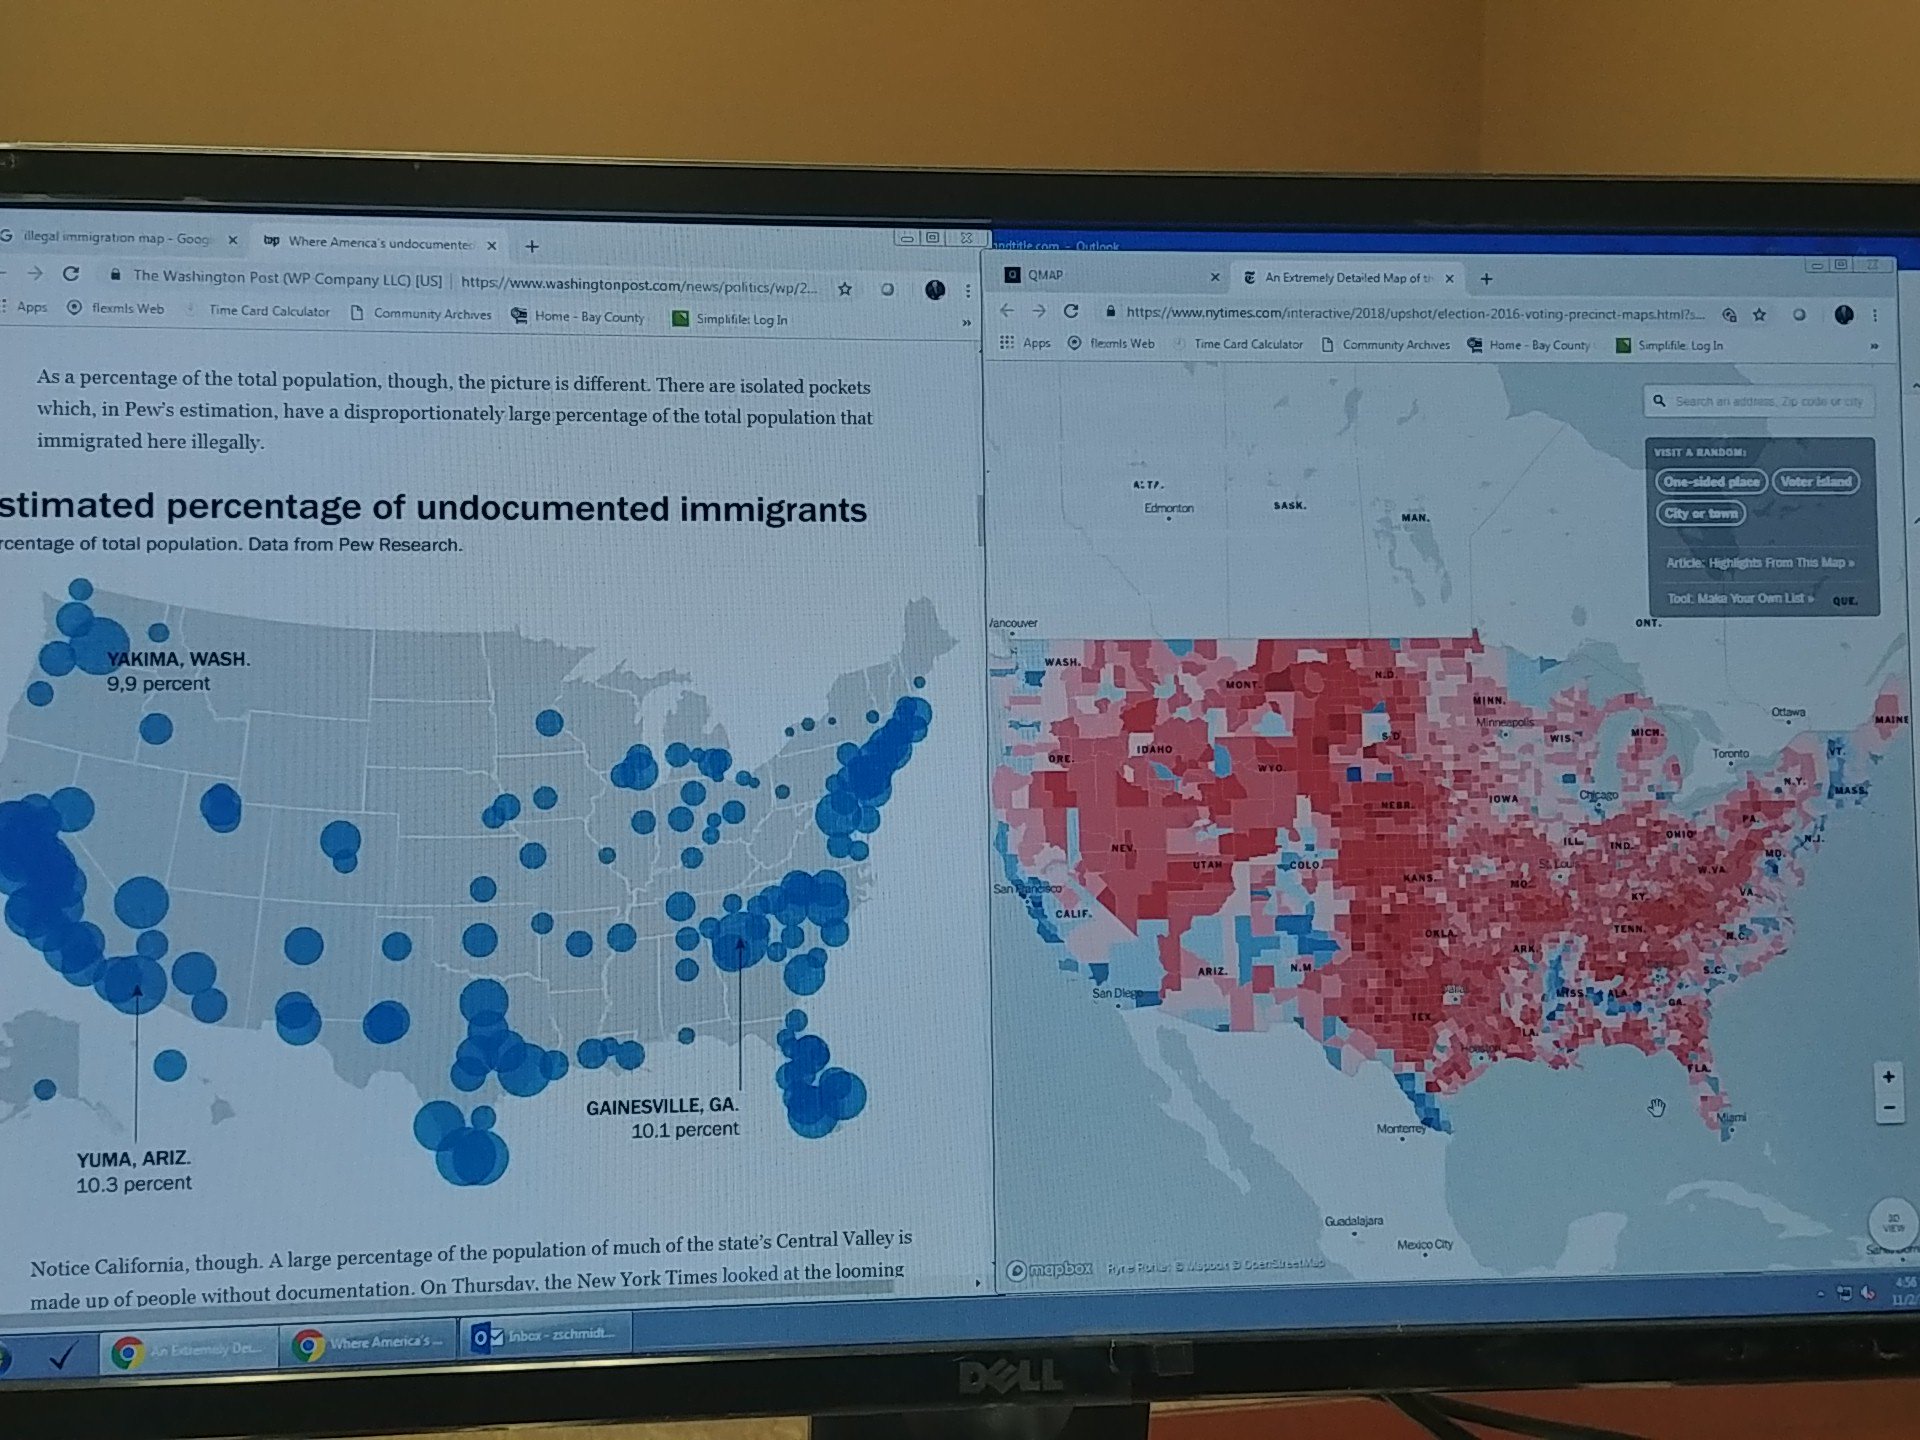 illegal immigration map - Goog
Where America's undocumente
The Washington Post (WP Company LLC) [US] | https://www.washingtonpost.com/news/politics/wp/2...
Apps flexmls Web Time Card Calculator Community Archives Home - Bay County Simplifile: Log In »
As a percentage of the total population, though, the picture is different. There are isolated pockets
which, in Pew's estimation, have a disproportionately large percentage of the total population that
immigrated here illegally.
stimated percentage of undocumented immigrants
rcentage of total population. Data from Pew Research.
YAKIMA, WASH.
9,9 percent
GAINESVILLE, GA.
10.1 percent
YUMA, ARIZ.
10.3 percent
Notice California, though. A large percentage of the population of much of the state's Central Valley is
made up of people without documentation. On Thursday, the New York Times looked at the looming
ndtitle.com - Outlook
QMAP
An Extremely Detailed Map of th
https://www.nytimes.com/interactive/2018/upshot/election-2016-voting-precinct-maps.html?s...
Apps flexmls Web Time Card Calculator Community Archives Home - Bay County Simplifile: Log In »
Search an address, Zip code or city
VISIT A RANDOM:
One-sided place
Voter island
City or town
Article: Highlights From This Map »
Tool: Make Your Own List »
QUE.
ALTA.
Edmonton
SASK.
MAN.
ONT.
Vancouver
WASH.
MONT.
N.D.
MINN.
Minneapolis
Ottawa
MAINE
ORE.
IDAHO
S.D.
WIS.
MICH.
Toronto
VT.
WYO.
N.Y.
MASS.
NEBR.
IOWA
Chicago
PA.
N.J.
NEV.
UTAH
COLO.
ILL.
IND.
OHIO
MD.
San Francisco
CALIF.
KANS.
MO.
St. Louis
W.VA.
KY.
VA.
OKLA.
TENN.
N.C.
ARIZ.
N.M.
ARK.
S.C.
San Diego
Dallas
MISS.
ALA.
GA.
TEX.
LA.
Houston
FLA.
Monterrey
Miami
Guadalajara
Mexico City
3D
VIEW
mapbox
© Mapbox © OpenStreetMap
4:56
11/2/
An Extremely Det...
Where America's ...
Inbox - zschmidt...
DELL